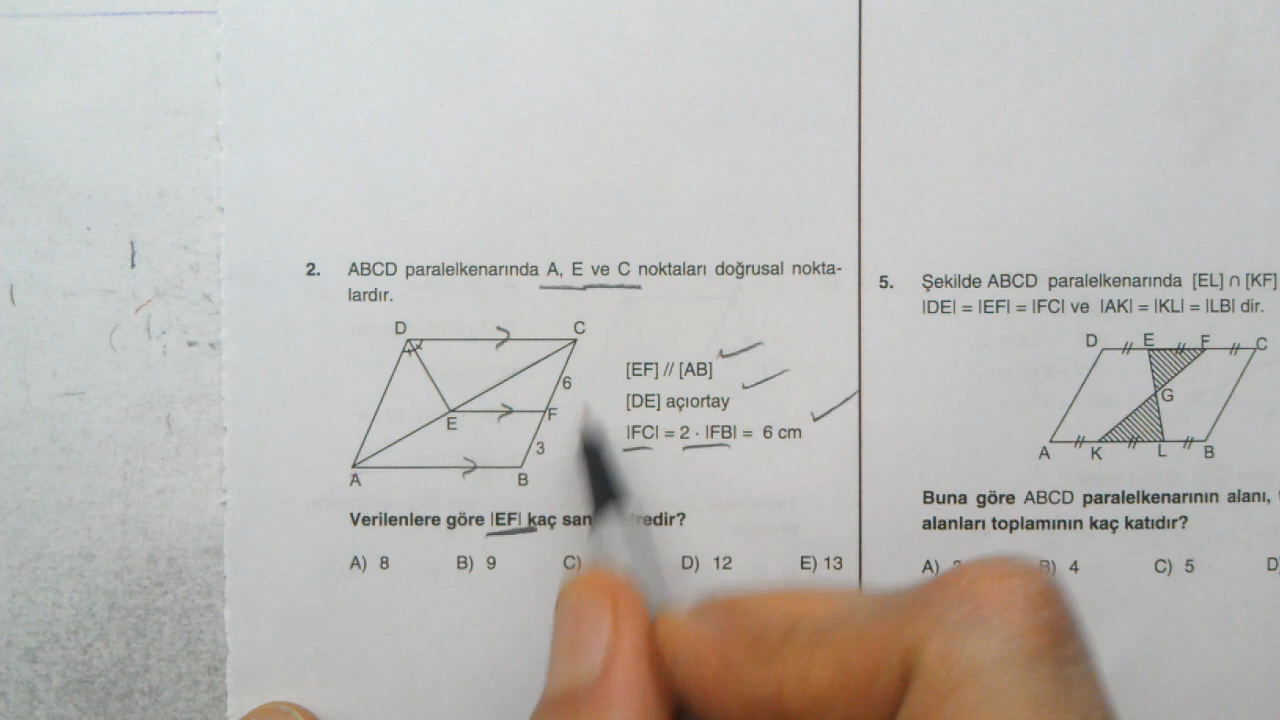 2. ABCD paralelkenarında A, E ve C noktaları doğrusal nokta-
lardır.
D C
6
E F
3
A B
[EF] // [AB]
[DE] açıortay
|FC| = 2 · |FB| = 6 cm
Verilenlere göre |EF| kaç
A) 8 B) 9 C) D) 12 E) 13
5. Şekilde ABCD paralelkenarında [EL] ∩ [KF]
|DE| = |EF| = |FC| ve |AK| = |KL| = |LB| dir.
D E F C
G
A K L B
Buna göre ABCD paralelkenarının alanı,
alanları toplamının kaç katıdır?
A) B) 4 C) 5 D